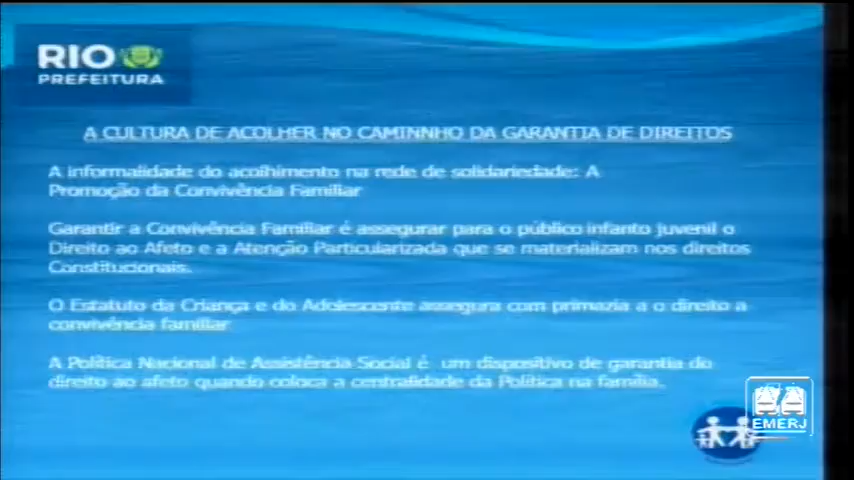 RIO
PREFEITURA
A CULTURA DE ACOLHER NO CAMINNHO DA GARANTIA DE DIREITOS
A informalidade do acolhimento na rede de solidariedade: A
Promoção da Convivência Familiar
Garantir a Convivência Familiar é assegurar para o público infanto juvenil o
Direito ao Afeto e a Atenção Particularizada que se materializam nos direitos
Constitucionais.
O Estatuto da Criança e do Adolescente assegura com primazia a o direito a
convivência familiar
A Política Nacional de Assistência Social é um dispositivo de garantia do
direito ao afeto quando coloca a centralidade da Política na família.
EMERJ